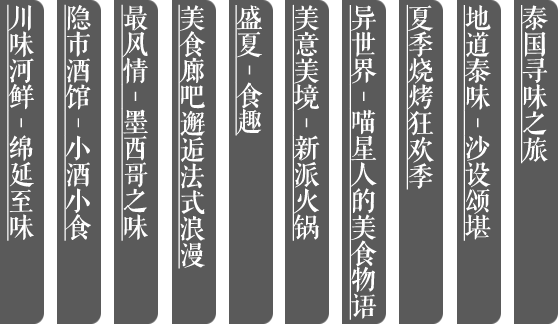 泰国寻味之旅
地道泰味-沙设颂堪
夏季烧烤狂欢季
异世界-喵星人的美食物语
美意美境-新派火锅
盛夏-食趣
美食廊吧邂逅法式浪漫
最风情-墨西哥之味
隐市酒馆-小酒小食
川味河鲜-绵延至味